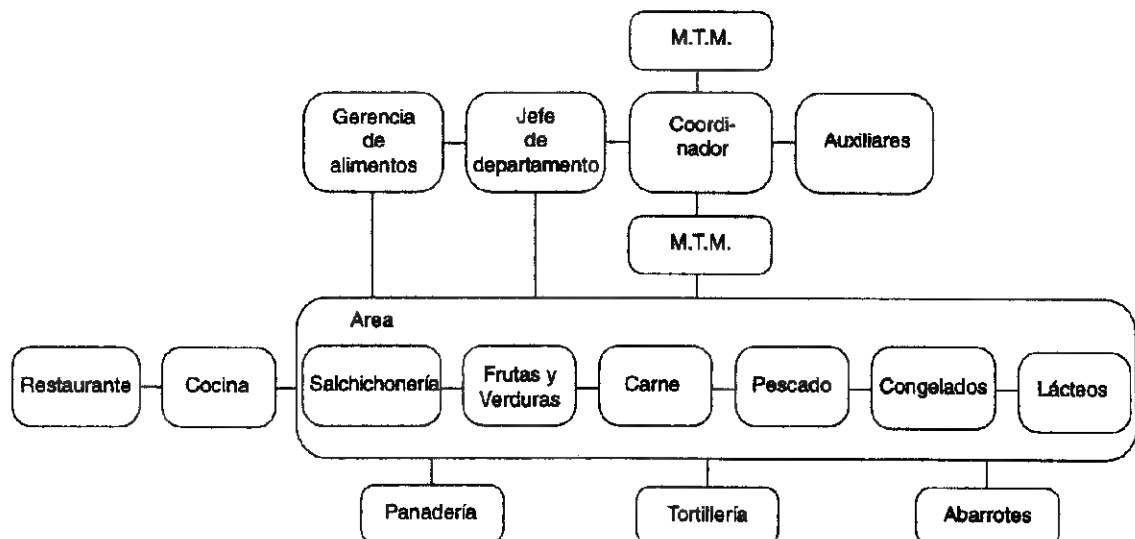 M.T.M.
Gerencia
de
alimentos
Jefe
de
departamento
Coordi-
nador
Auxiliares
M.T.M.
Area
Restaurante
Cocina
Salchichonería
Frutas y
Verduras
Carne
Pescado
Congelados
Lácteos
Panadería
Tortillería
Abarrotes